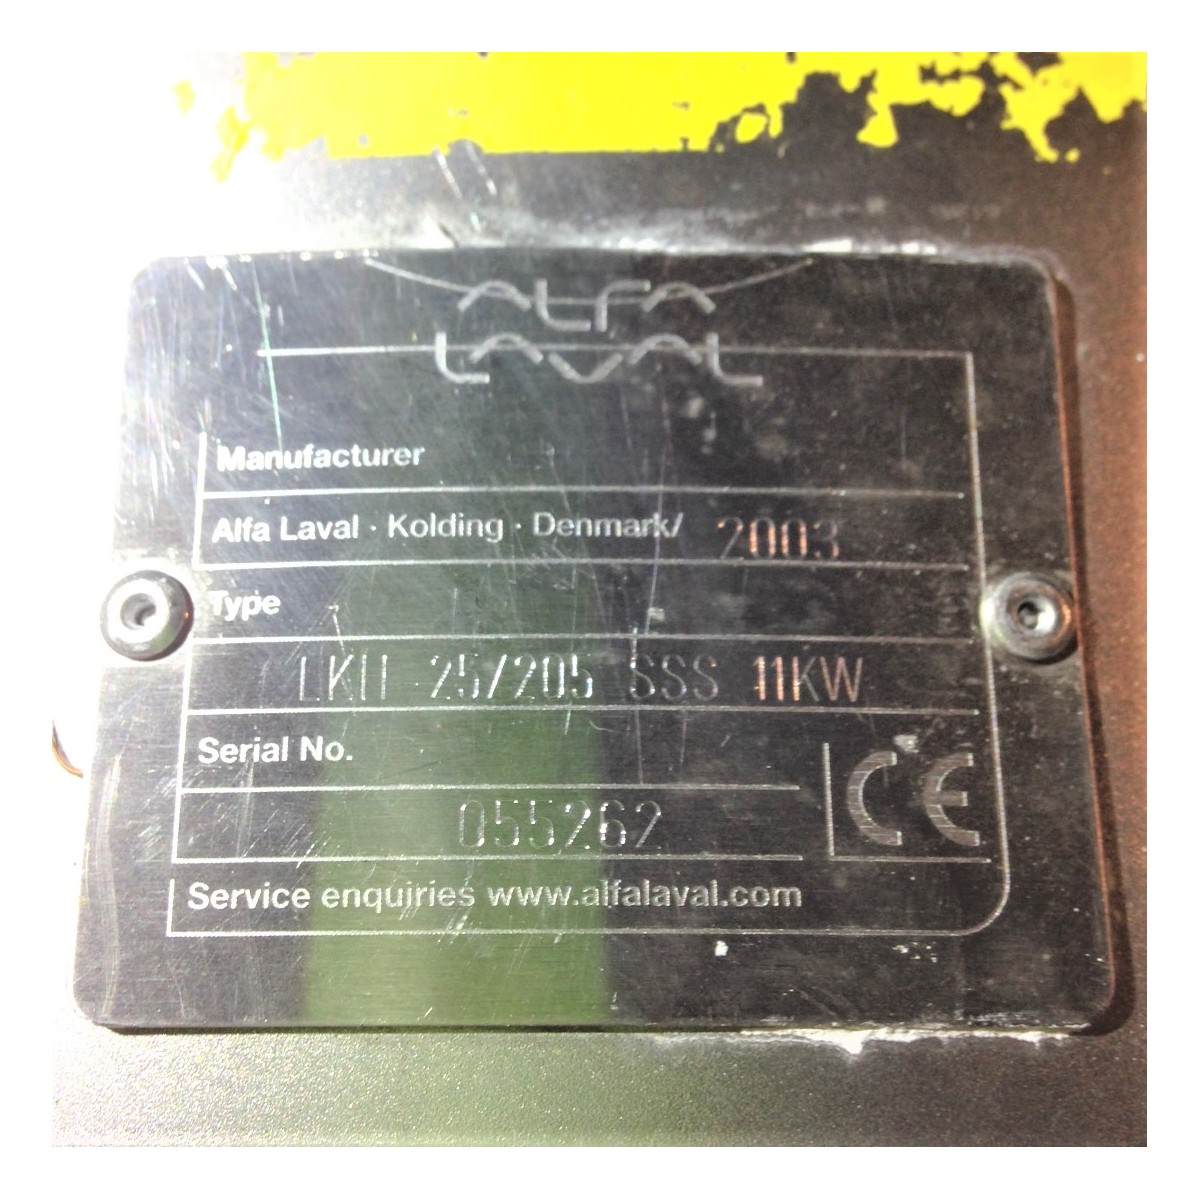 ALFA
LAVAL
Manufacturer
Alfa Laval · Kolding · Denmark/ 2003
Type
LKH 25/205 SSS 11KW
Serial No.
055262
CE
Service enquiries www.alfalaval.com